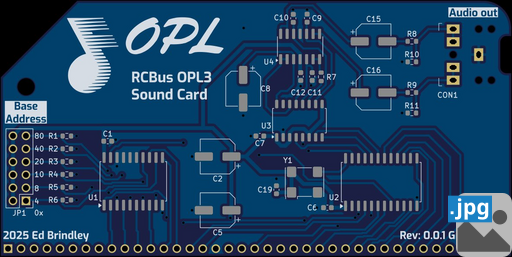 OPL
RCBus OPL3
Sound Card
Audio out
C10
C9
C15
R8
R10
U4
C16
R7
C8
C12
C11
R9
R11
CON1
Base
Address
80
R1
40
R2
20
R3
10
R4
8
R5
4
R6
JP1
0x
C1
U1
U3
C7
C2
Y1
C19
U2
C5
C6
2025 Ed Brindley
Rev: 0.0.1 G
.jpg